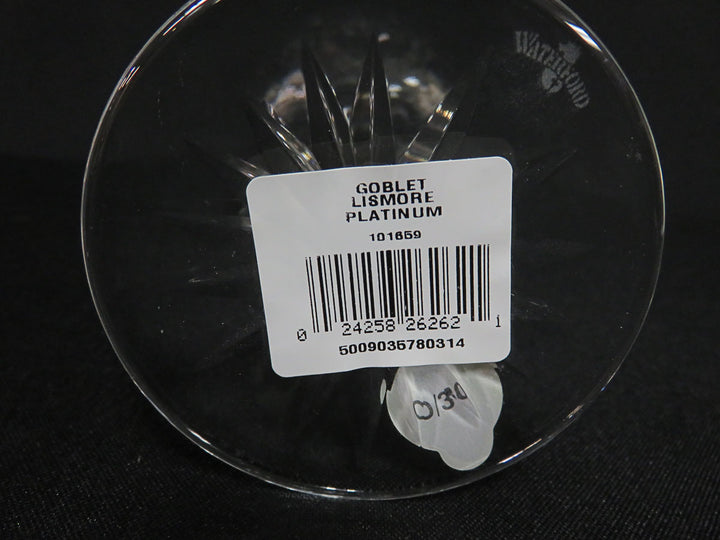 WATERFORD
GOBLET
LISMORE
PLATINUM
101659
0 24258 26262 1
5009035780314
0/30